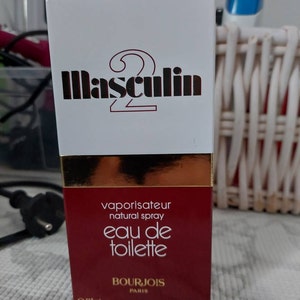 Masculin
2
vaporisateur
natural spray
eau de
toilette
BOURJOIS
PARIS